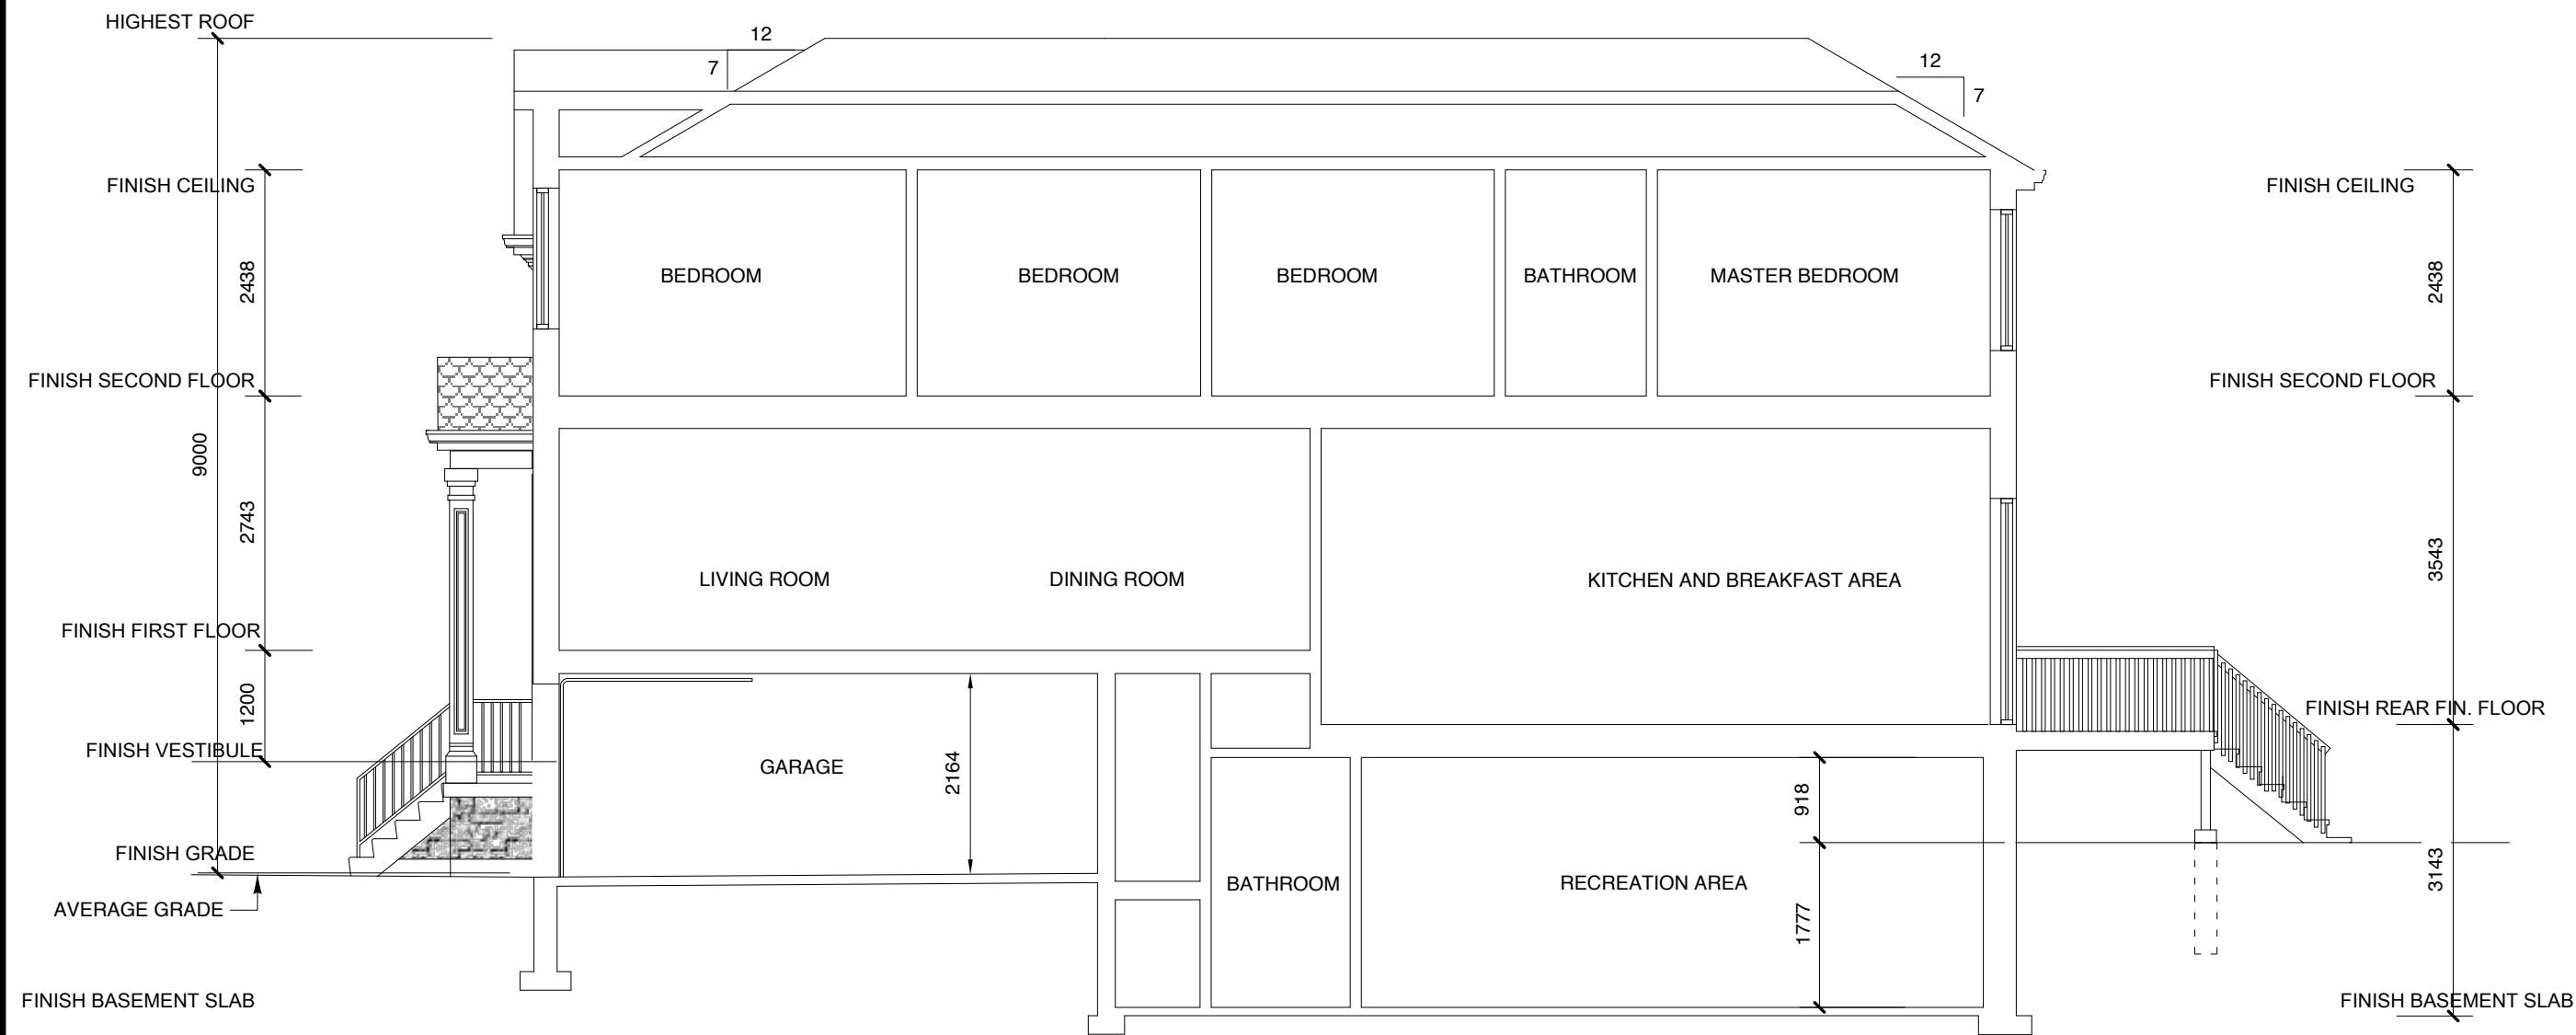 HIGHEST ROOF
12
7
12
7
FINISH CEILING
FINISH CEILING
2438
BEDROOM
BEDROOM
BEDROOM
BATHROOM
MASTER BEDROOM
2438
FINISH SECOND FLOOR
FINISH SECOND FLOOR
9000
2743
LIVING ROOM
DINING ROOM
KITCHEN AND BREAKFAST AREA
3543
FINISH FIRST FLOOR
1200
FINISH REAR FIN. FLOOR
FINISH VESTIBULE
GARAGE
2164
918
FINISH GRADE
BATHROOM
RECREATION AREA
3143
AVERAGE GRADE
1777
FINISH BASEMENT SLAB
FINISH BASEMENT SLAB